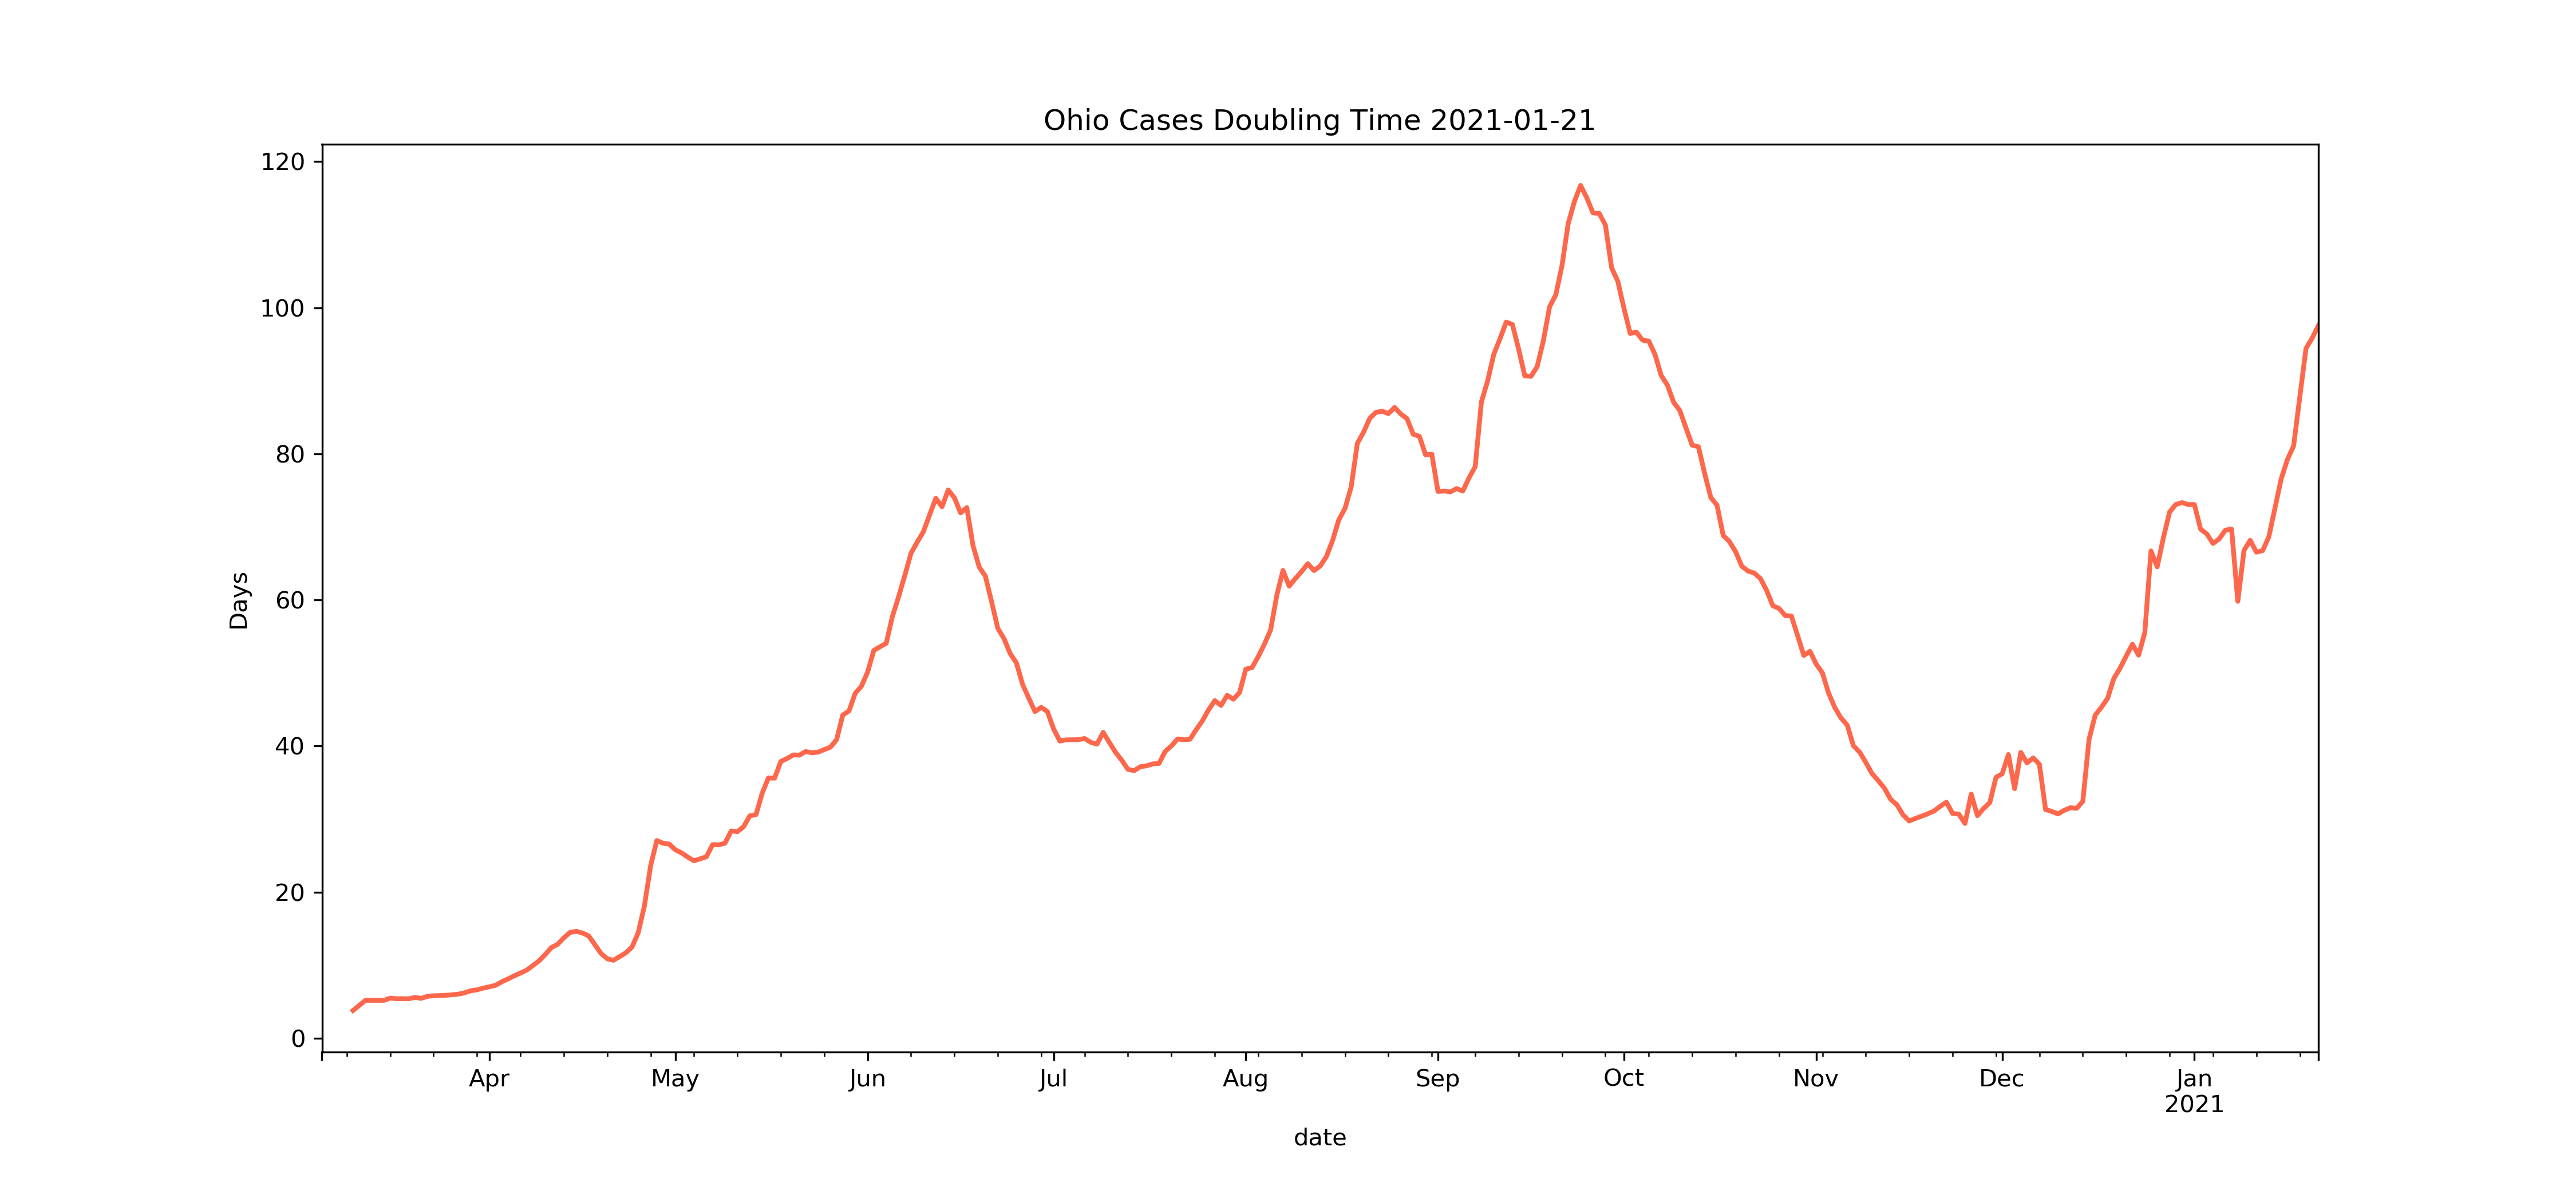 Ohio Cases Doubling Time 2021-01-21
120
100
80
60
40
20
0
Days
Apr May Jun Jul Aug Sep Oct Nov Dec Jan
2021
date